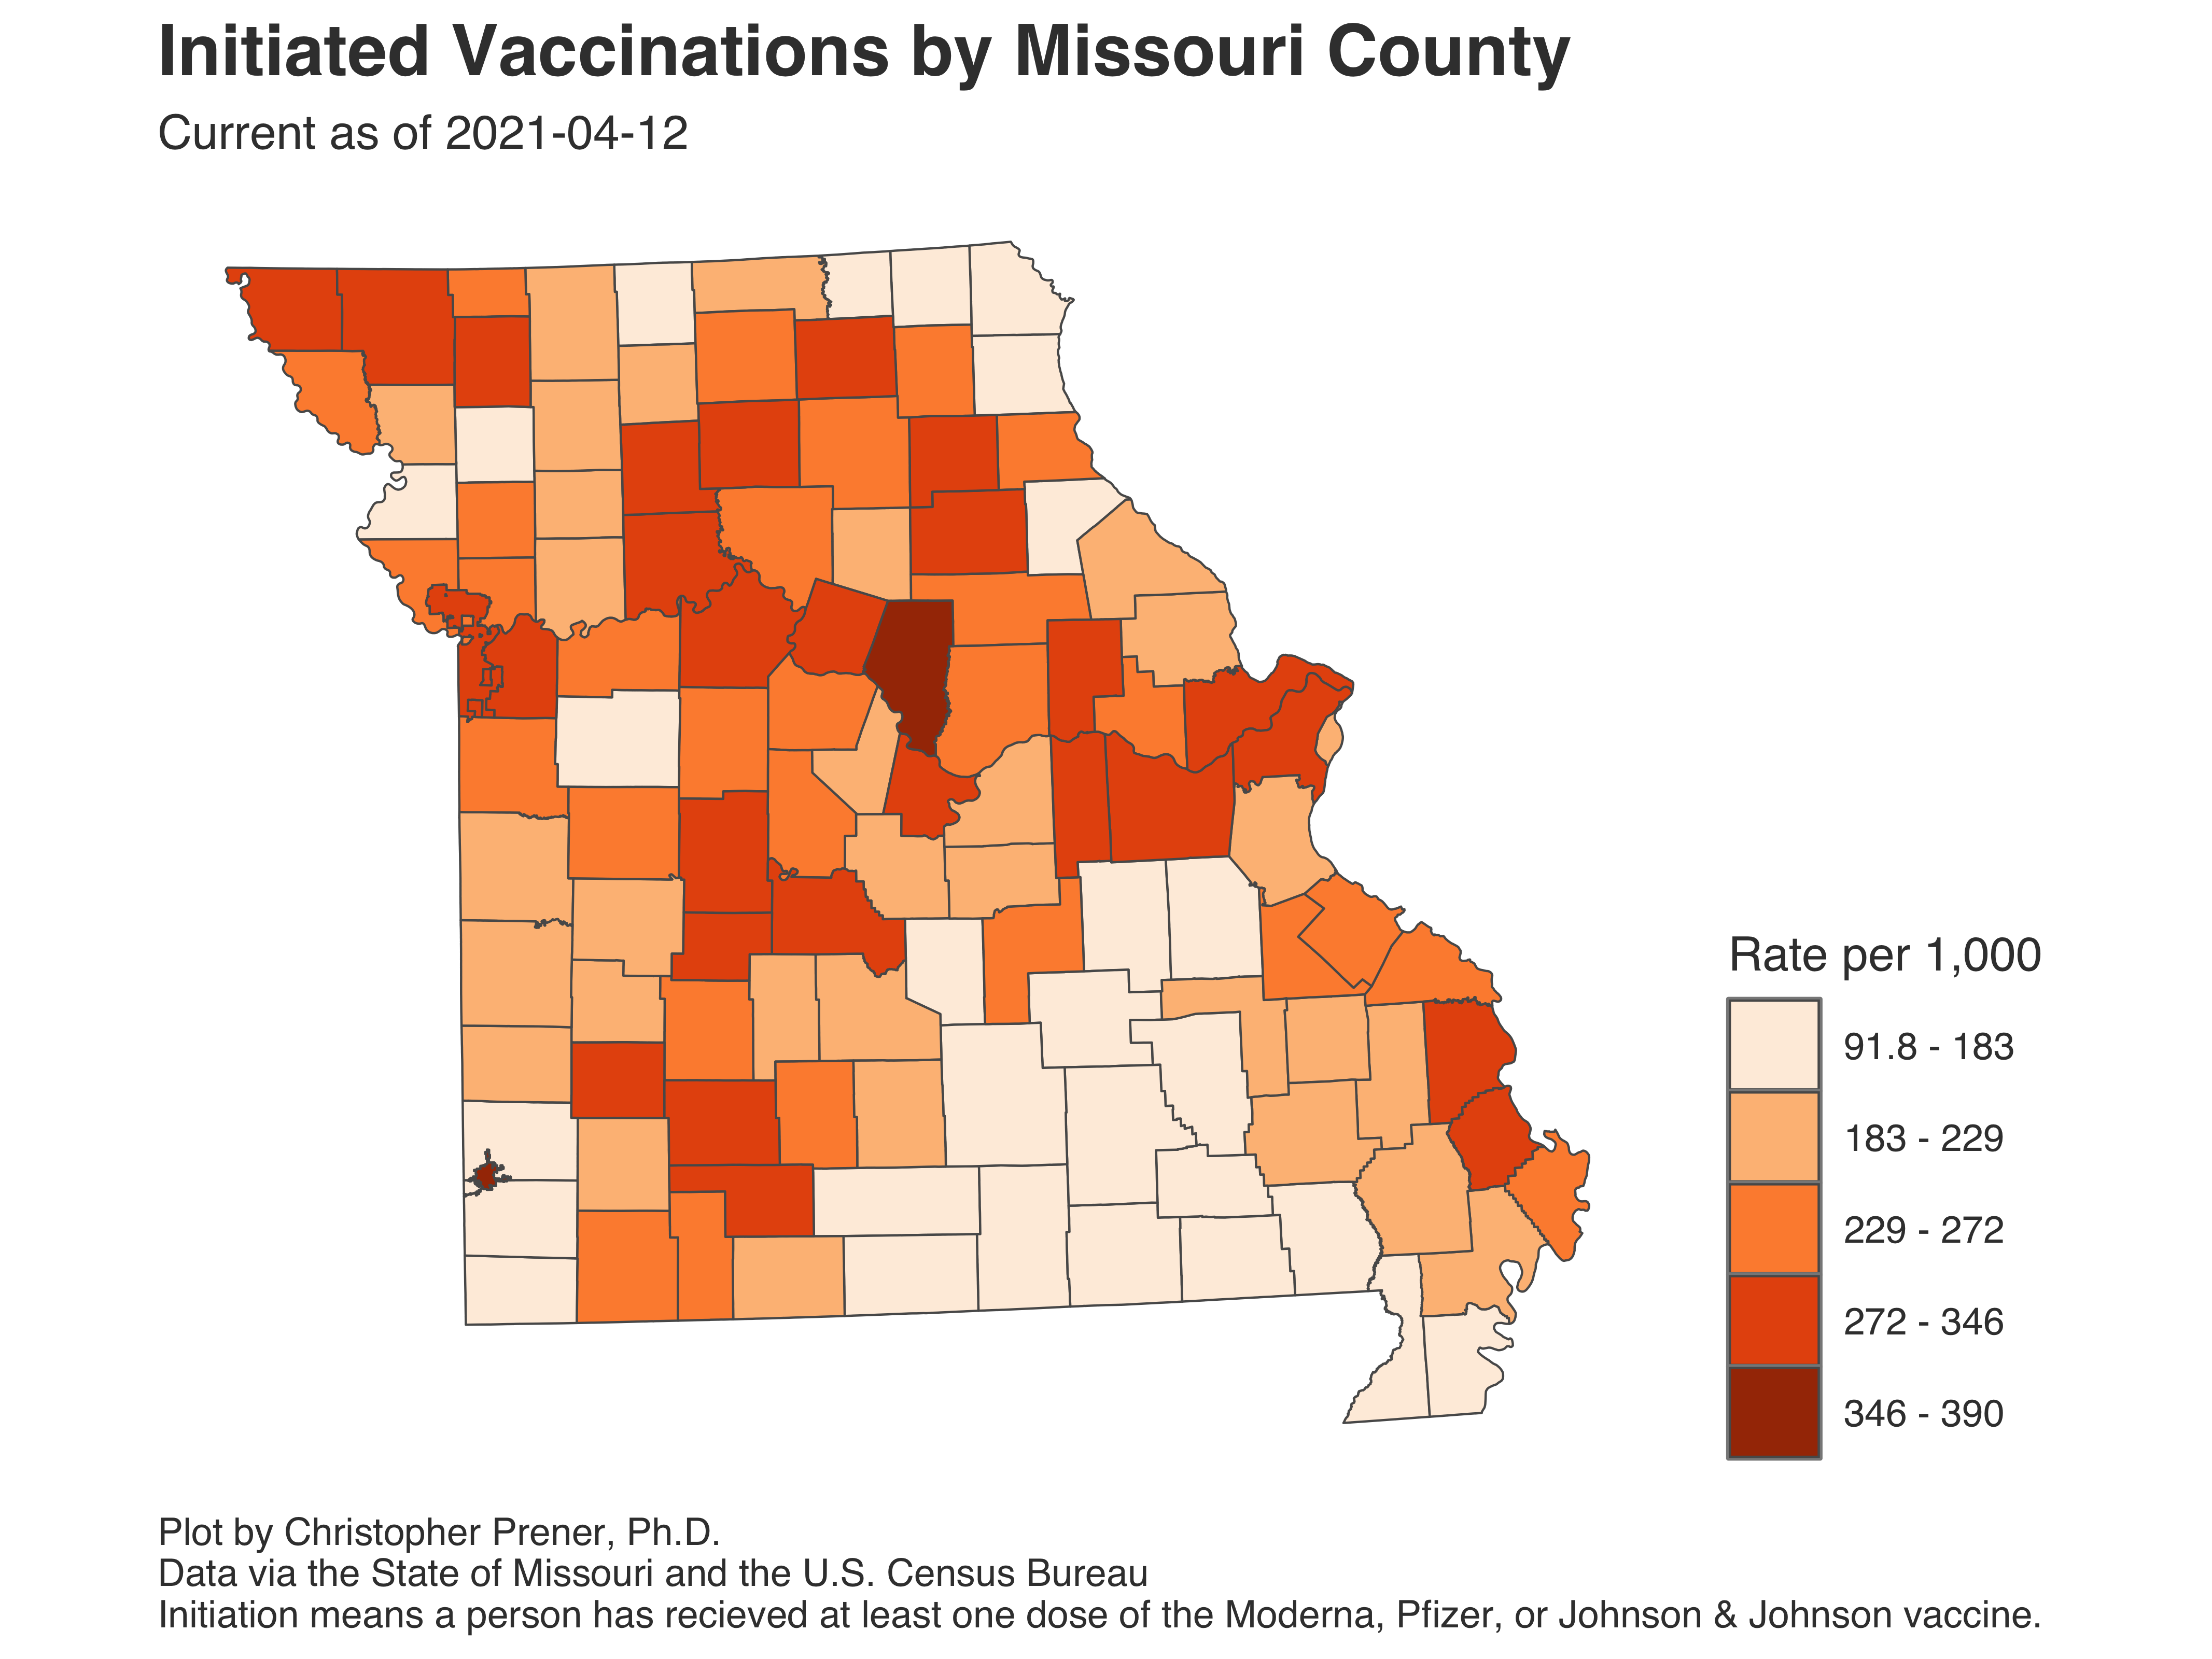 Initiated Vaccinations by Missouri County
Current as of 2021-04-12
Rate per 1,000
91.8 - 183
183 - 229
229 - 272
272 - 346
346 - 390
Plot by Christopher Prener, Ph.D.
Data via the State of Missouri and the U.S. Census Bureau
Initiation means a person has recieved at least one dose of the Moderna, Pfizer, or Johnson & Johnson vaccine.